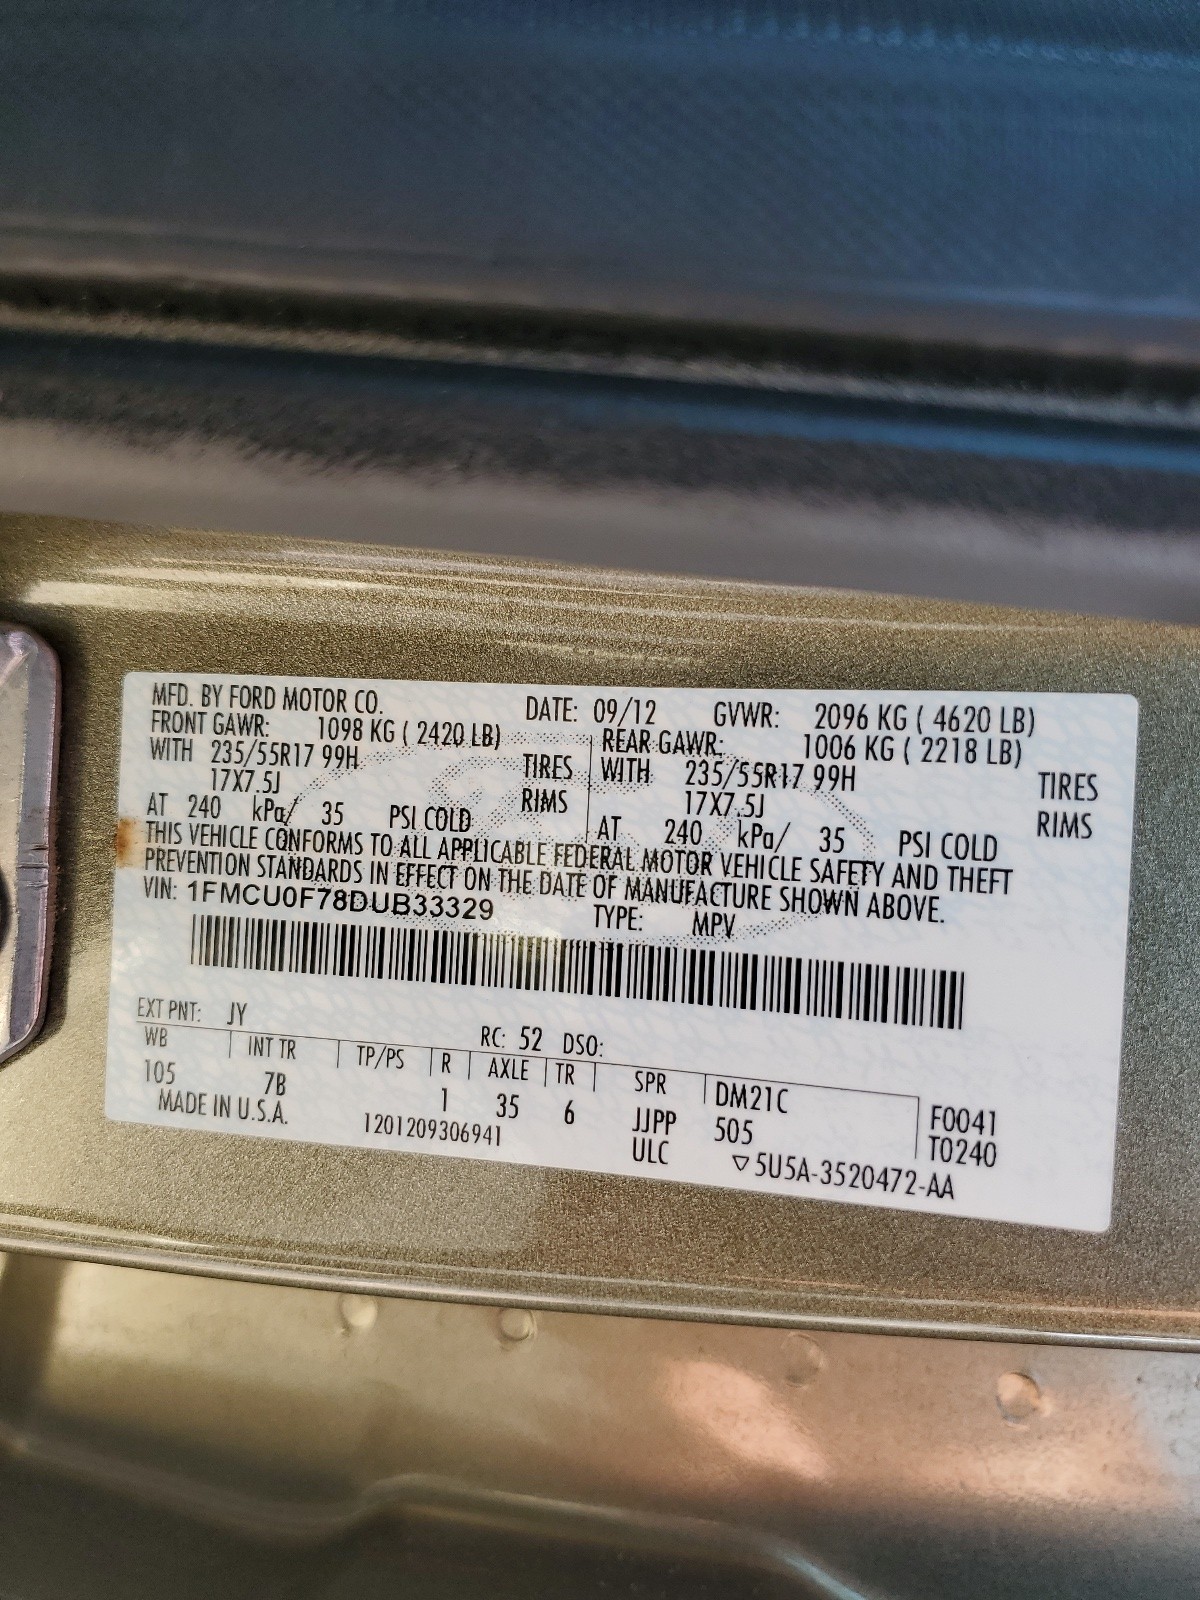 MFD. BY FORD MOTOR CO. DATE: 09/12 GVWR: 2096 KG ( 4620 LB)
FRONT GAWR: 1098 KG ( 2420 LB) REAR GAWR: 1006 KG ( 2218 LB)
WITH 235/55R17 99H TIRES WITH 235/55R17 99H TIRES
17X7.5J RIMS 17X7.5J RIMS
AT 240 kPa/ 35 PSI COLD AT 240 kPa/ 35 PSI COLD
THIS VEHICLE CONFORMS TO ALL APPLICABLE FEDERAL MOTOR VEHICLE SAFETY AND THEFT
PREVENTION STANDARDS IN EFFECT ON THE DATE OF MANUFACTURE SHOWN ABOVE.
VIN: 1FMCU0F78DUB33329 TYPE: MPV
EXT PNT: JY RC: 52 DSO:
WB INT TR TP/PS R AXLE TR SPR DM21C F0041
105 7B 1 35 6 JJPP 505 T0240
MADE IN U.S.A. 1201209306941 ULC ▽5U5A-3520472-AA